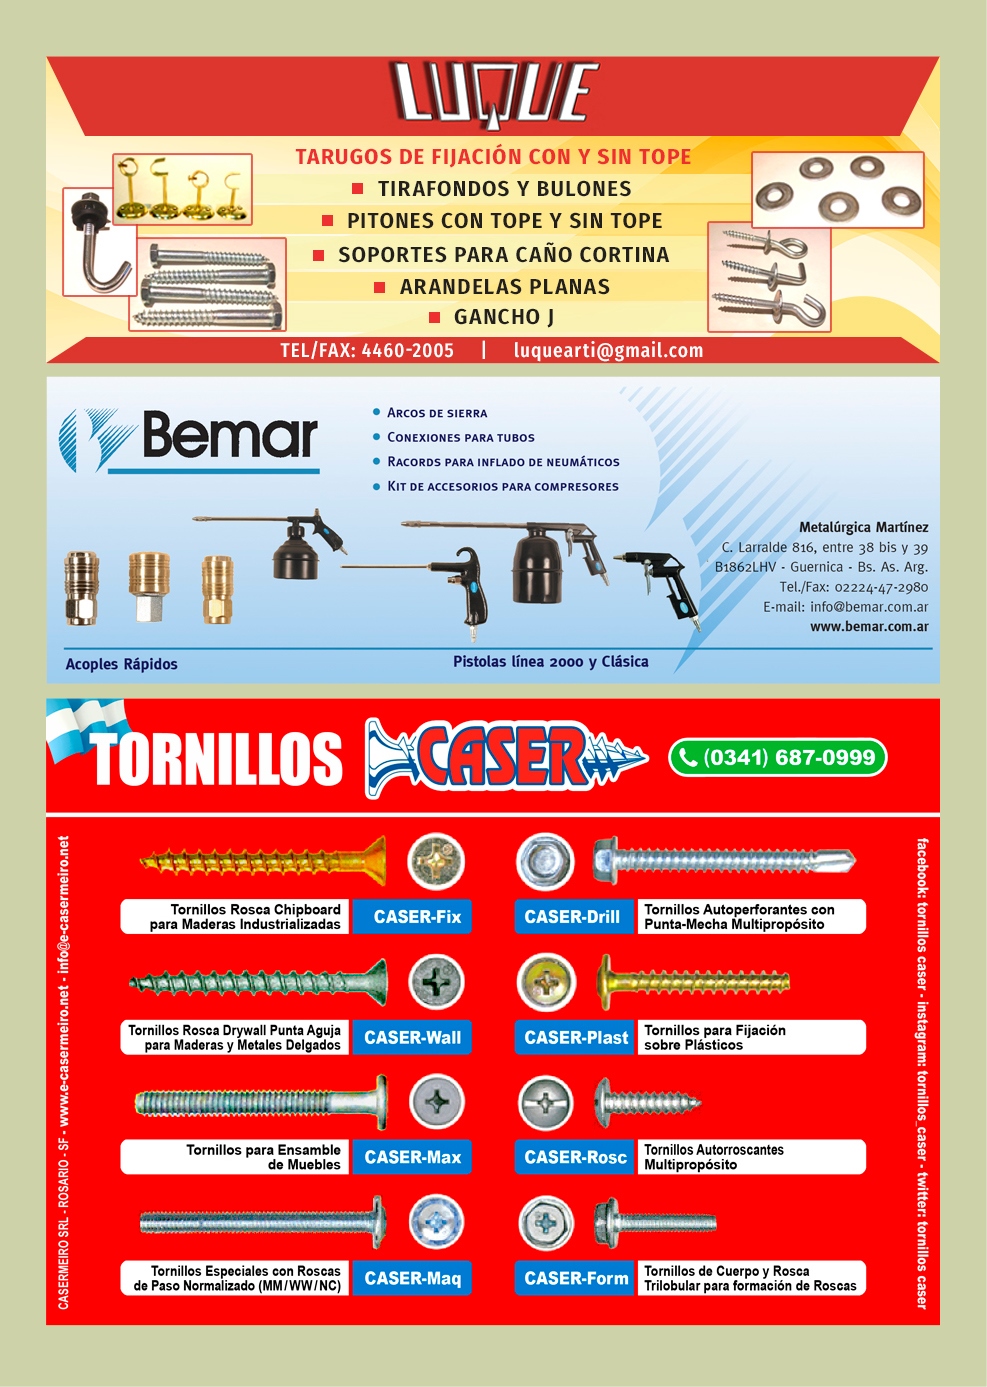 LUQUE
TARUGOS DE FIJACIÓN CON Y SIN TOPE
TIRAFONDOS Y BULONES
PITONES CON TOPE Y SIN TOPE
SOPORTES PARA CAÑO CORTINA
ARANDELAS PLANAS
GANCHO J
TEL/FAX: 4460-2005 | luquearti@gmail.com
Bemar
• Arcos de sierra
• Conexiones para tubos
• Racords para inflado de neumáticos
• Kit de accesorios para compresores
Metalúrgica Martínez
C. Larralde 816, entre 38 bis y 39
B1862LHV - Guernica - Bs. As. Arg.
Tel./Fax: 02224-47-2980
E-mail: info@bemar.com.ar
www.bemar.com.ar
Acoples Rápidos
Pistolas línea 2000 y Clásica
TORNILLOS CASER (0341) 687-0999
CASERMEIRO SRL - ROSARIO - SF - www.e-casermeiro.net - info@e-casermeiro.net
Tornillos Rosca Chipboard
para Maderas Industrializadas
CASER-Fix
CASER-Drill
Tornillos Autoperforantes con
Punta-Mecha Multipropósito
Tornillos Rosca Drywall Punta Aguja
para Maderas y Metales Delgados
CASER-Wall
CASER-Plast
Tornillos para Fijación
sobre Plásticos
Tornillos para Ensamble
de Muebles
CASER-Max
CASER-Rosc
Tornillos Autorroscantes
Multipropósito
Tornillos Especiales con Roscas
de Paso Normalizado (MM/WW/NC)
CASER-Maq
CASER-Form
Tornillos de Cuerpo y Rosca
Trilobular para formación de Roscas
facebook: tornillos caser - instagram: tornillos_caser - twitter: tornillos caser